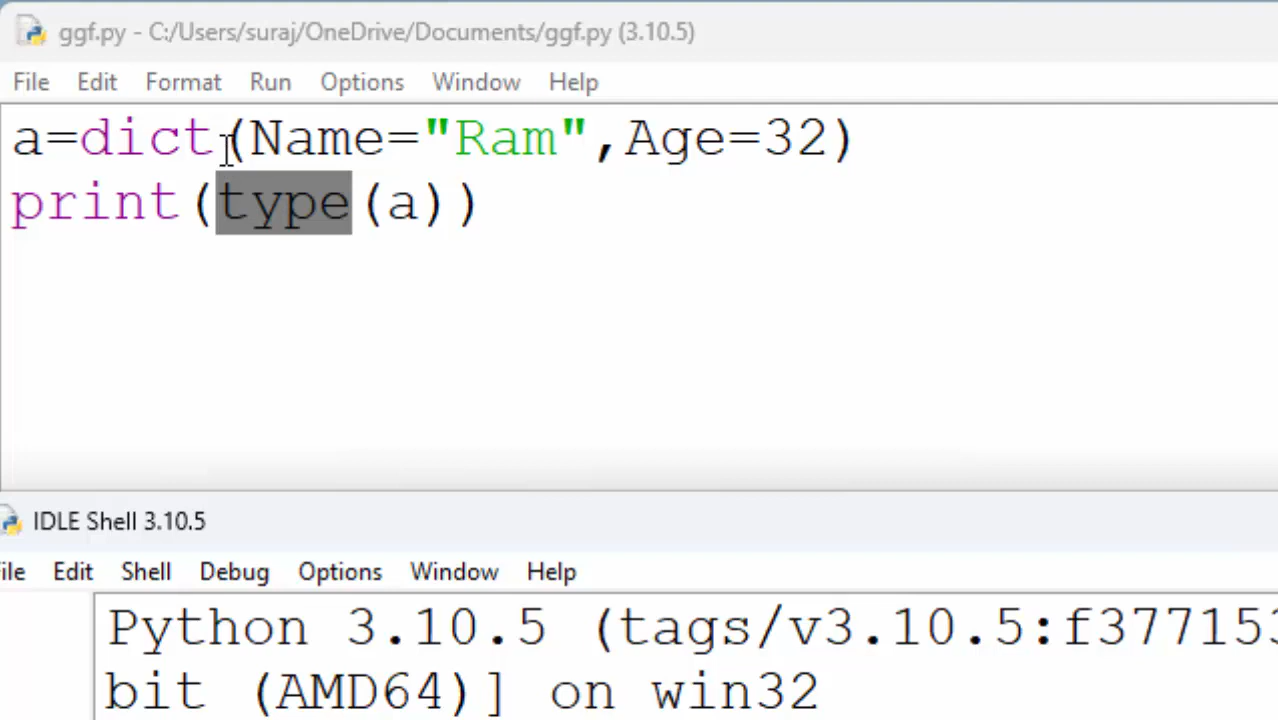 ggf.py - C:/Users/suraj/OneDrive/Documents/ggf.py (3.10.5)
File Edit Format Run Options Window Help
a=dict(Name="Ram",Age=32)
print(type(a))
IDLE Shell 3.10.5
ile Edit Shell Debug Options Window Help
Python 3.10.5 (tags/v3.10.5:f377153
bit (AMD64)] on win32